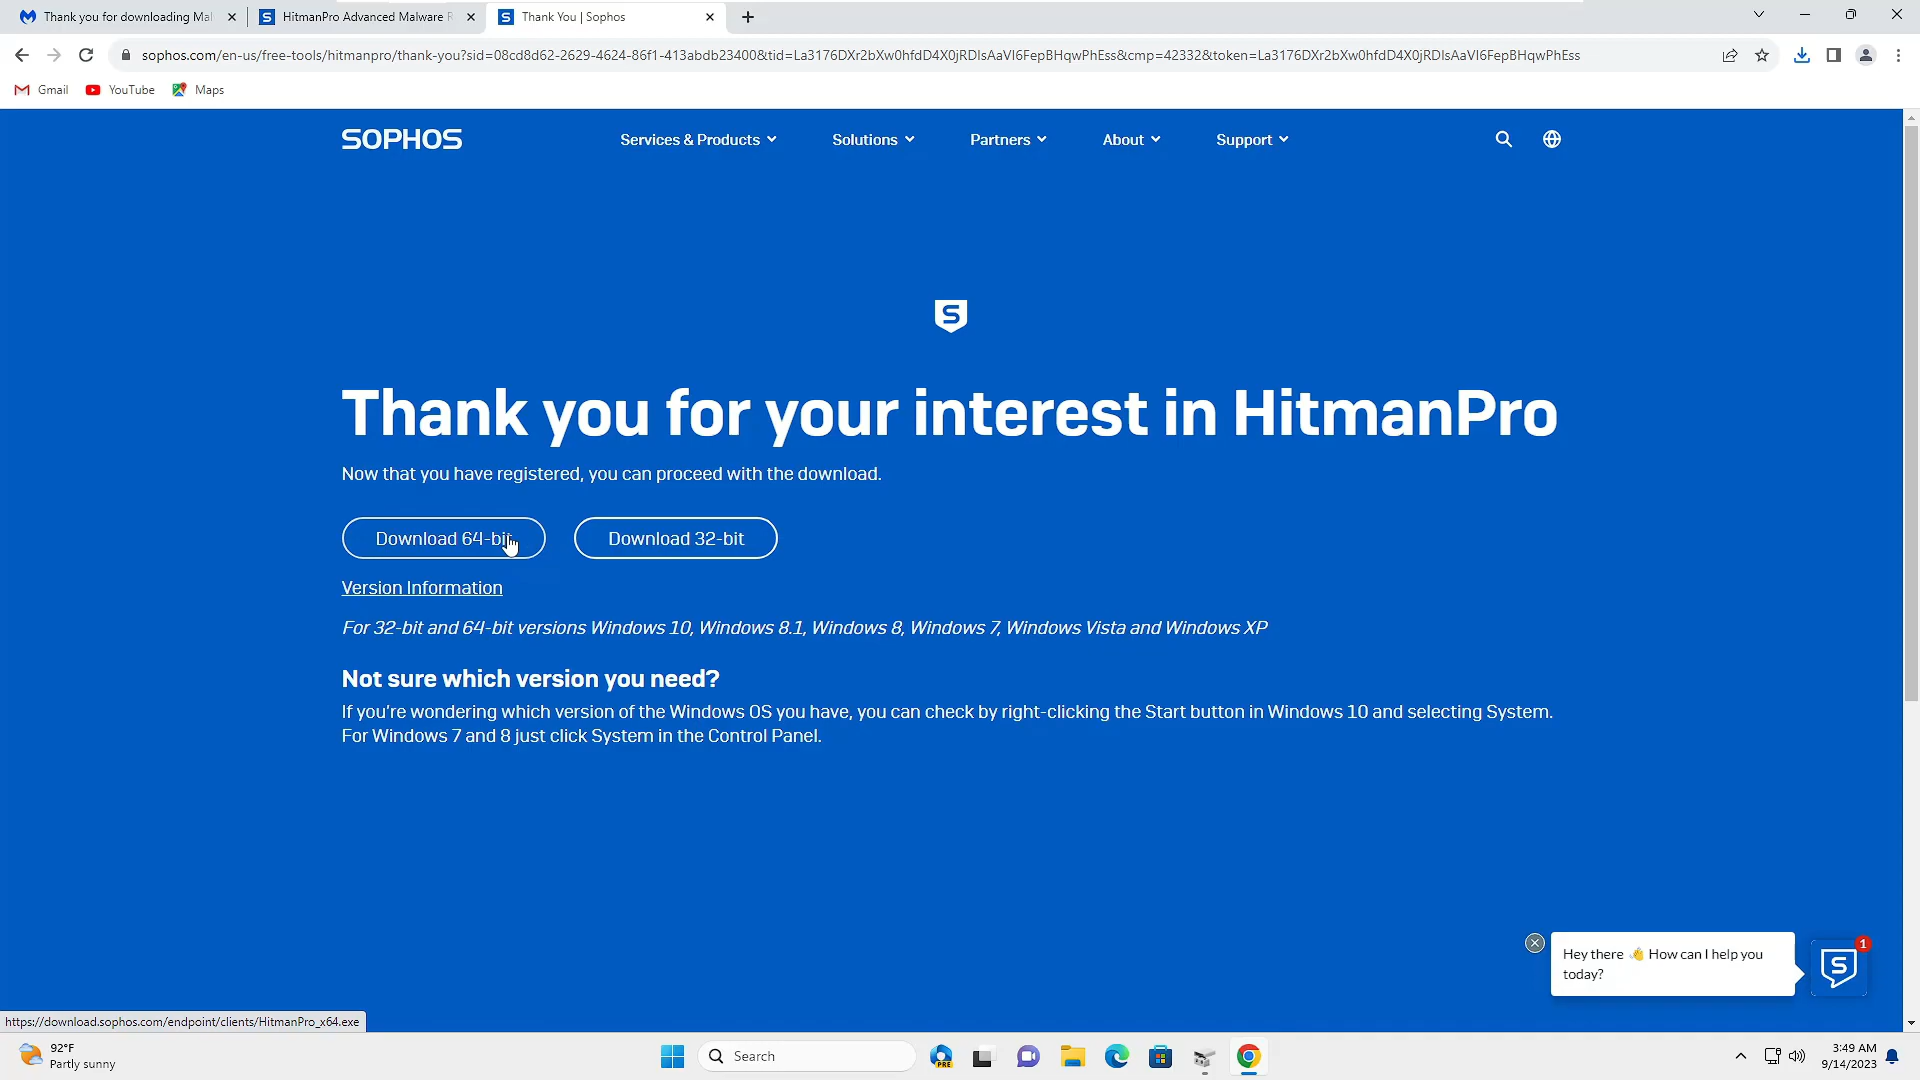 Thank you for downloading Mal
HitmanPro Advanced Malware R
Thank You | Sophos
sophos.com/en-us/free-tools/hitmanpro/thank-you?sid=08cd8d62-2629-4624-86f1-413abdb23400&tid=La3176DXr2bXw0hfdD4X0jRDIsAaVI6FepBHqwPhEss&cmp=42332&token=La3176DXr2bXw0hfdD4X0jRDIsAaVI6FepBHqwPhEss
Gmail
YouTube
Maps
SOPHOS
Services & Products
Solutions
Partners
About
Support
S
Thank you for your interest in HitmanPro
Now that you have registered, you can proceed with the download.
Download 64-bit
Download 32-bit
Version Information
For 32-bit and 64-bit versions Windows 10, Windows 8.1, Windows 8, Windows 7, Windows Vista and Windows XP
Not sure which version you need?
If you're wondering which version of the Windows OS you have, you can check by right-clicking the Start button in Windows 10 and selecting System.
For Windows 7 and 8 just click System in the Control Panel.
Hey there 👋 How can I help you
today?
1
S
https://download.sophos.com/endpoint/clients/HitmanPro_x64.exe
92°F
Partly sunny
Search
PRE
3:49 AM
9/14/2023